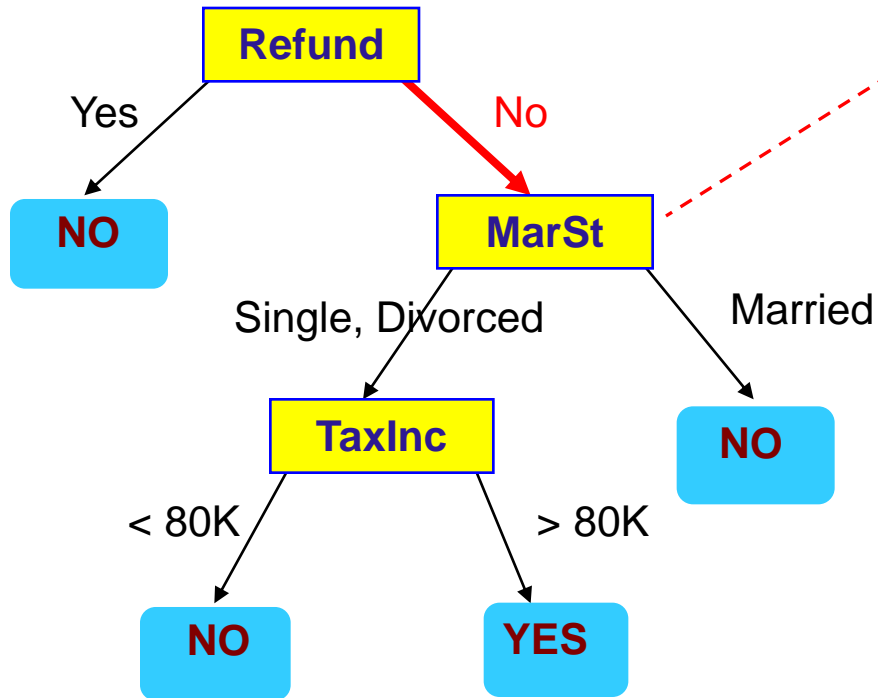 Refund
Yes
No
NO
MarSt
Single, Divorced
Married
TaxInc
NO
< 80K
> 80K
NO
YES